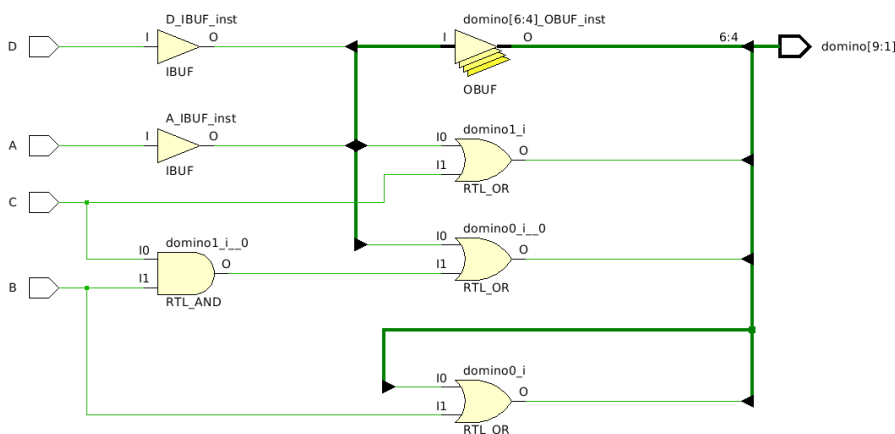 D_IBUF_inst
domino[6:4]_OBUF_inst
D
I
O
I
O
6:4
domino[9:1]
IBUF
OBUF
A_IBUF_inst
domino1_i
A
I
O
I0
O
I1
IBUF
RTL_OR
C
domino0_i__0
domino1_i__0
I0
O
I0
O
I1
I1
B
RTL_OR
RTL_AND
domino0_i
I0
O
I1
RTL_OR